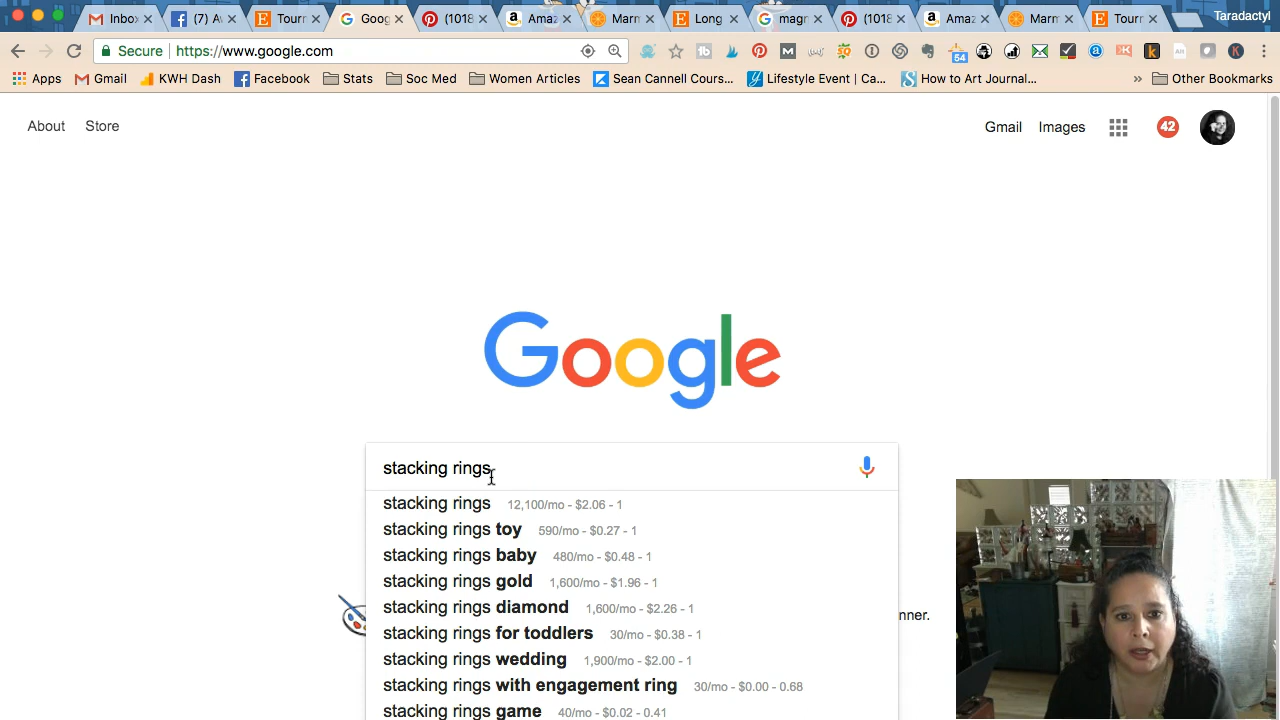 Inbox (7) Av Tourn Goog (1018 Amaz Marm Long magn (1018 Amaz Marm Tourn Taradactyl
Secure https://www.google.com
Apps Gmail KWH Dash Facebook Stats Soc Med Women Articles Sean Cannell Cours... Lifestyle Event | Ca... How to Art Journal... » Other Bookmarks
About Store Gmail Images 42
Google
stacking rings
stacking rings 12,100/mo - $2.06 - 1
stacking rings toy 590/mo - $0.27 - 1
stacking rings baby 480/mo - $0.48 - 1
stacking rings gold 1,600/mo - $1.96 - 1
stacking rings diamond 1,600/mo - $2.26 - 1
stacking rings for toddlers 30/mo - $0.38 - 1
nner.
stacking rings wedding 1,900/mo - $2.00 - 1
stacking rings with engagement ring 30/mo - $0.00 - 0.68
stacking rings game 40/mo - $0.02 - 0.41